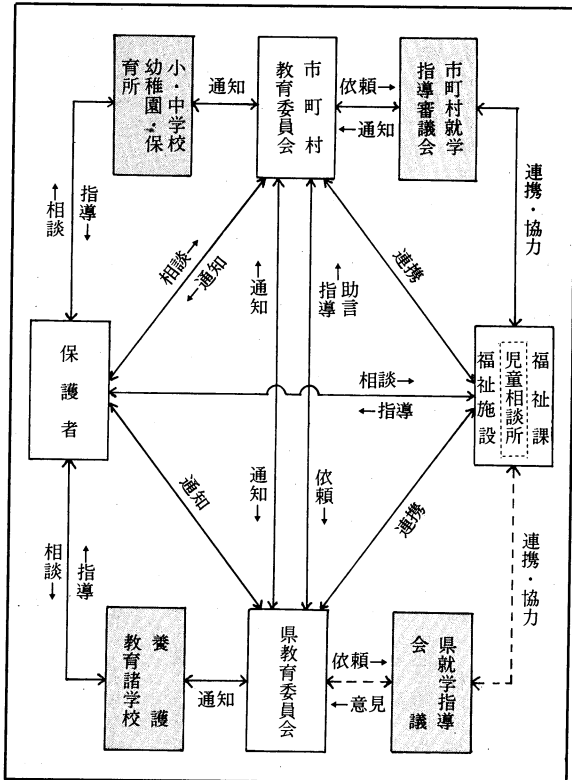 小・中学校
幼稚園・保
育所
通知
市町村
教育委員会
依頼→
←通知
市町村就学
指導審議会
←相談
指導→
相談→
←通知
←通知
←助言
指導
連携
連携・協力
保護者
相談→
←指導
福祉課
児童相談所
福祉施設
通知
通知→
依頼→
連携
相談→
←指導
連携・協力
養護
教育諸学校
通知
県教育委員会
依頼→
←意見
県就学指導
会議